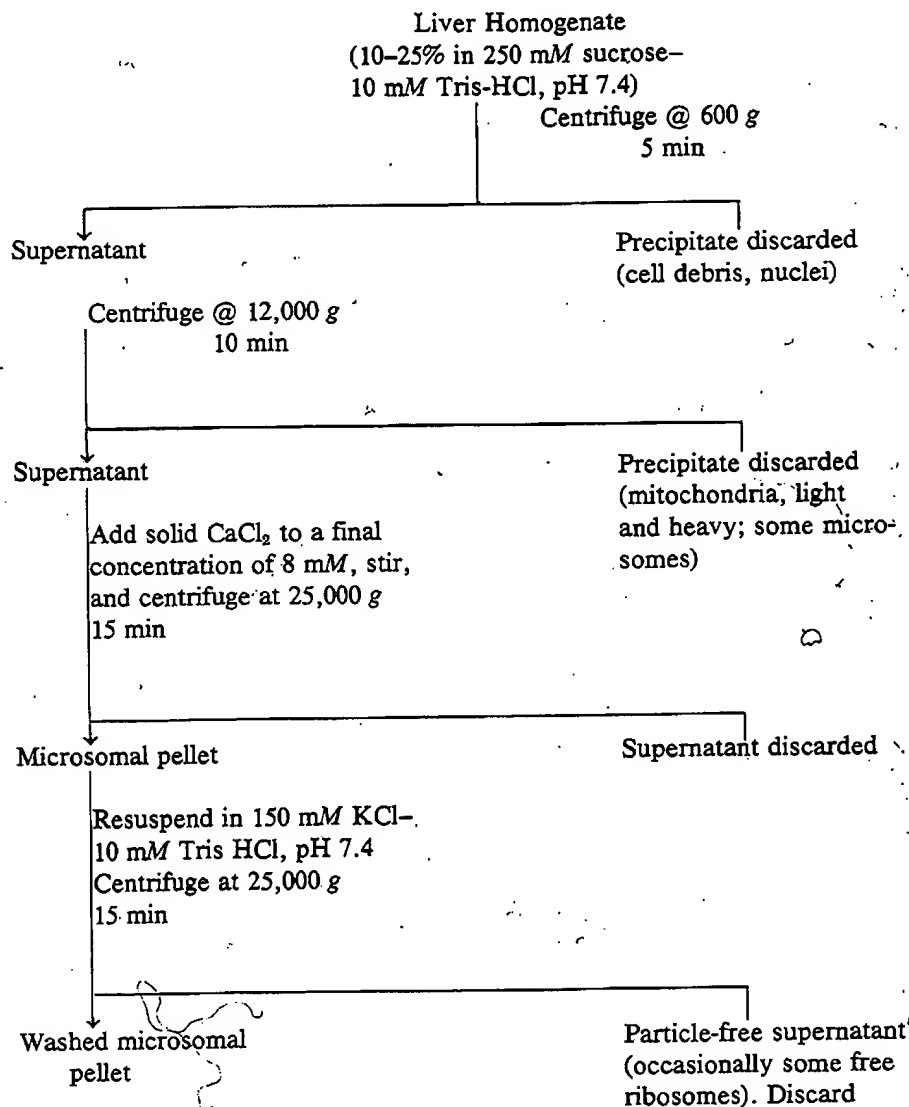 Liver Homogenate
(10–25% in 250 mM sucrose–
10 mM Tris-HCl, pH 7.4)
Centrifuge @ 600 g
5 min
Supernatant
Precipitate discarded
(cell debris, nuclei)
Centrifuge @ 12,000 g
10 min
Supernatant
Precipitate discarded
(mitochondria, light
and heavy; some micro-
somes)
Add solid CaCl₂ to a final
concentration of 8 mM, stir,
and centrifuge at 25,000 g
15 min
Microsomal pellet
Supernatant discarded
Resuspend in 150 mM KCl–
10 mM Tris HCl, pH 7.4
Centrifuge at 25,000 g
15 min
Washed microsomal
pellet
Particle-free supernatant
(occasionally some free
ribosomes). Discard